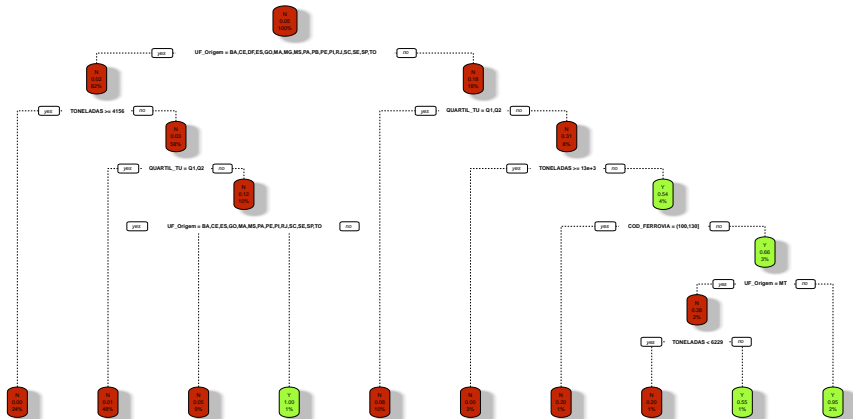 N
0.05
100%
yes UF_Origem = BA,CE,DF,ES,GO,MA,MG,MS,PA,PB,PE,PI,RJ,SC,SE,SP,TO no
N
0.02
82%
N
0.18
18%
yes TONELADAS >= 4156 no
yes QUARTIL_TU = Q1,Q2 no
N
0.03
58%
N
0.31
8%
yes QUARTIL_TU = Q1,Q2 no
yes TONELADAS >= 13e+3 no
N
0.12
10%
Y
0.54
4%
yes UF_Origem = BA,CE,ES,GO,MA,MS,PA,PE,PI,RJ,SC,SE,SP,TO no
yes COD_FERROVIA = (100,130] no
Y
0.66
3%
yes UF_Origem = MT no
N
0.38
2%
yes TONELADAS < 6229 no
N
0.00
24%
N
0.01
48%
N
0.05
9%
Y
1.00
1%
N
0.08
10%
N
0.06
3%
N
0.20
1%
N
0.20
1%
Y
0.55
1%
Y
0.95
2%